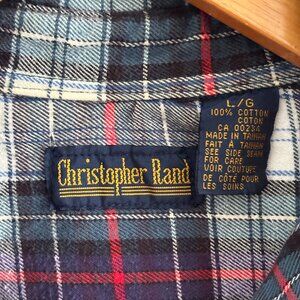 Christopher Rand
L/G
100% COTTON
COTON
CA 00234
MADE IN TAIWAN
FAIT À TAIWAN
SEE SIDE SEAM
FOR CARE
VOIR COUTURE
DE CÔTÉ POUR
LES SOINS